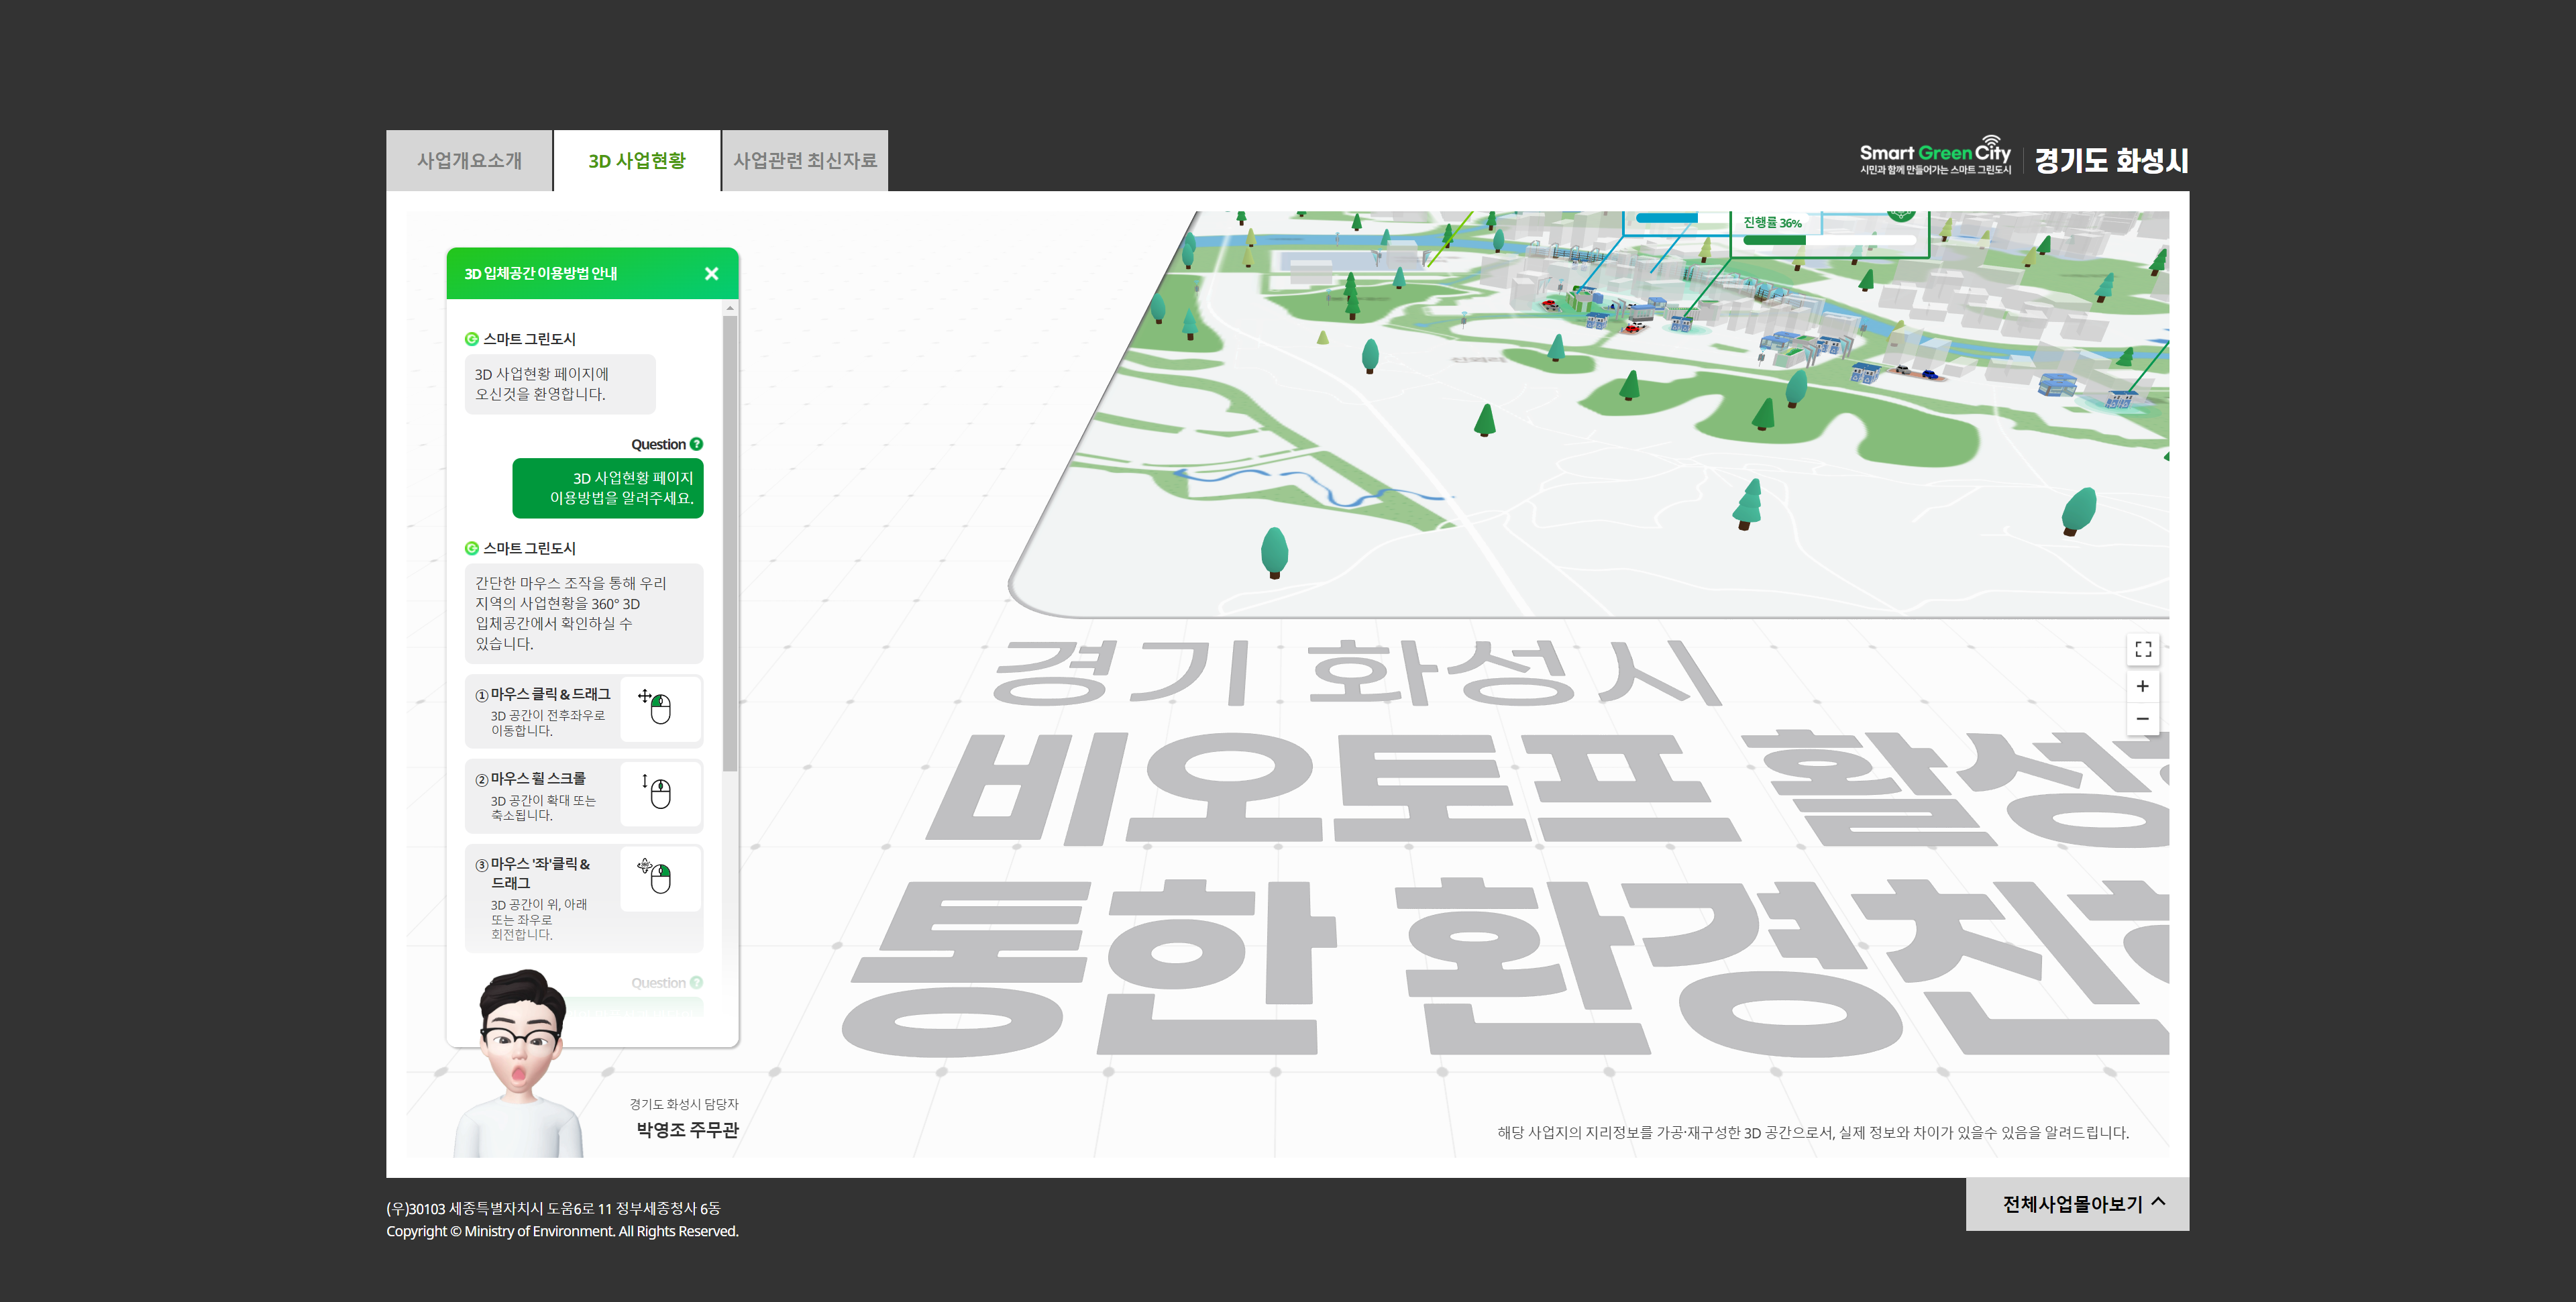 사업개요소개
3D 사업현황
사업관련 최신자료
Smart Green City
시민과 함께 만들어가는 스마트 그린도시
경기도 화성시
진행률 36%
3D 입체공간 이용방법 안내
스마트 그린도시
3D 사업현황 페이지에
오신것을 환영합니다.
Question ?
3D 사업현황 페이지
이용방법을 알려주세요.
스마트 그린도시
간단한 마우스 조작을 통해 우리
지역의 사업현황을 360° 3D
입체공간에서 확인하실 수
있습니다.
① 마우스 클릭 & 드래그
3D 공간이 전후좌우로
이동합니다.
② 마우스 휠 스크롤
3D 공간이 확대 또는
축소됩니다.
③ 마우스 '좌'클릭 &
드래그
3D 공간이 위, 아래
또는 좌우로
회전합니다.
Question ?
경기도 화성시 담당자
박영조 주무관
경기 화성시
비오토프 활성
통한 환경친
해당 사업지의 지리정보를 가공·재구성한 3D 공간으로서, 실제 정보와 차이가 있을수 있음을 알려드립니다.
(우)30103 세종특별자치시 도움6로 11 정부세종청사 6동
Copyright © Ministry of Environment. All Rights Reserved.
전체사업몰아보기